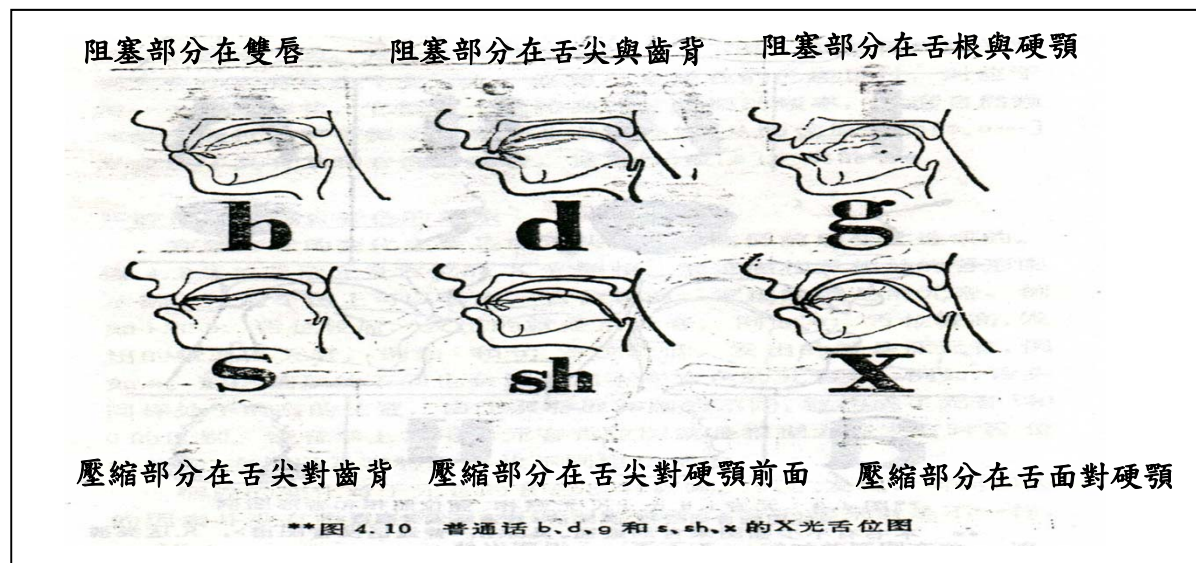 阻塞部分在雙唇
阻塞部分在舌尖與齒背
阻塞部分在舌根與硬顎
b
d
g
s
sh
x
壓縮部分在舌尖對齒背
壓縮部分在舌尖對硬顎前面
壓縮部分在舌面對硬顎
**图 4.10 普通话 b、d、g 和 s、sh、x 的X光舌位图